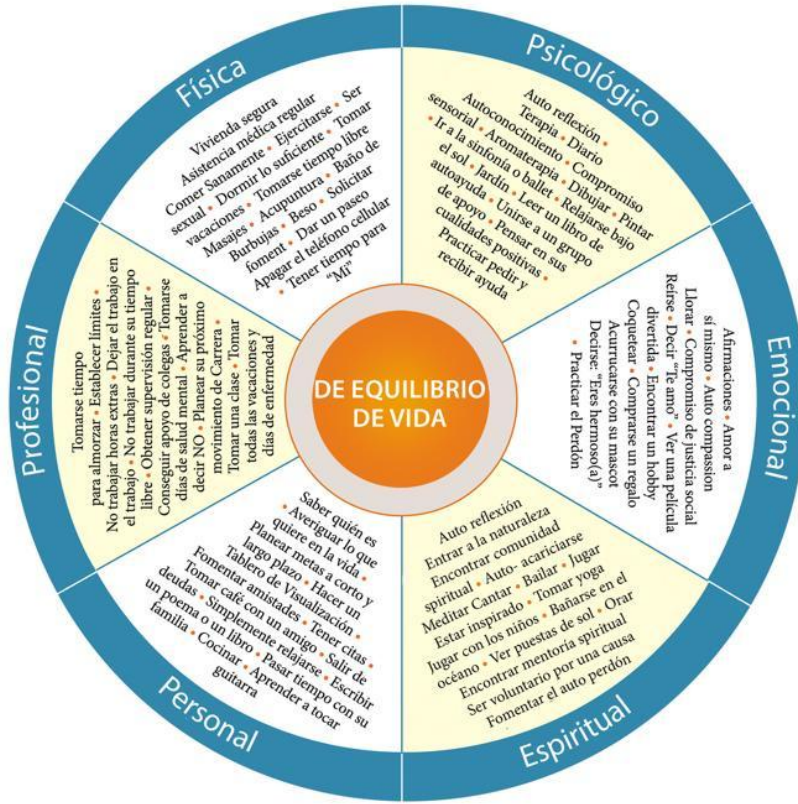 DE EQUILIBRIO
DE VIDA
Física
Vivienda segura
Asistencia médica regular
Comer Sanamente • Ejercitarse • Ser
sexual • Dormir lo suficiente • Tomar
vacaciones • Tomarse tiempo libre
Masajes • Acupuntura • Baño de
Burbujas • Beso • Solicitar
foment • Dar un paseo
Apagar el teléfono cellular
• Tener tiempo para
“Mi”
Psicológico
Auto reflexión •
Terapia • Diario
Autoconocimiento • Compromiso
sensorial • Aromaterapia • Dibujar • Pintar
• Ir a la sinfonía o ballet • Relajarse bajo
el sol • Jardín • Leer un libro de
autoayuda • Unirse a un grupo
de apoyo • Pensar en sus
cualidades positivas •
Practicar pedir y
recibir ayuda
Emocional
Afirmaciones • Amor a
sí mismo • Auto compassion
Llorar • Compromiso de justicia social
Reírse • Decir “Te amo” • Ver una película
divertida • Encontrar un hobby
Coquetear • Comprarse un regalo
Acurrucarse con su mascot
Decirse: “Eres hermoso(a)”
• Practicar el Perdón
Espiritual
Auto reflexión
Entrar a la naturaleza
Encontrar comunidad
spiritual • Auto- acariciarse
Meditar Cantar • Bailar • Jugar
Estar inspirado • Tomar yoga
Jugar con los niños • Bañarse en el
océano • Ver puestas de sol • Orar
Encontrar mentoría spiritual
Ser voluntario por una causa
Fomentar el auto perdón
Personal
Saber quién es
• Averiguar lo que
quiere en la vida •
Planear metas a corto y
largo plazo • Hacer un
Tablero de Visualización •
Fomentar amistades • Tener citas •
Tomar café con un amigo • Salir de
deudas • Simplemente relajarse • Escribir
un poema o un libro • Pasar tiempo con su
familia • Cocinar • Aprender a tocar
guitarra
Profesional
Tomarse tiempo
para almorzar • Establecer limites •
No trabajar horas extras • Dejar el trabajo en
el trabajo • No trabajar durante su tiempo
libre • Obtener supervisión regular •
Conseguir apoyo de colegas • Tomarse
días de salud mental • Aprender a
decir NO • Planear su próximo
movimiento de Carrera •
Tomar una clase • Tomar
todas las vacaciones y
días de enfermedad